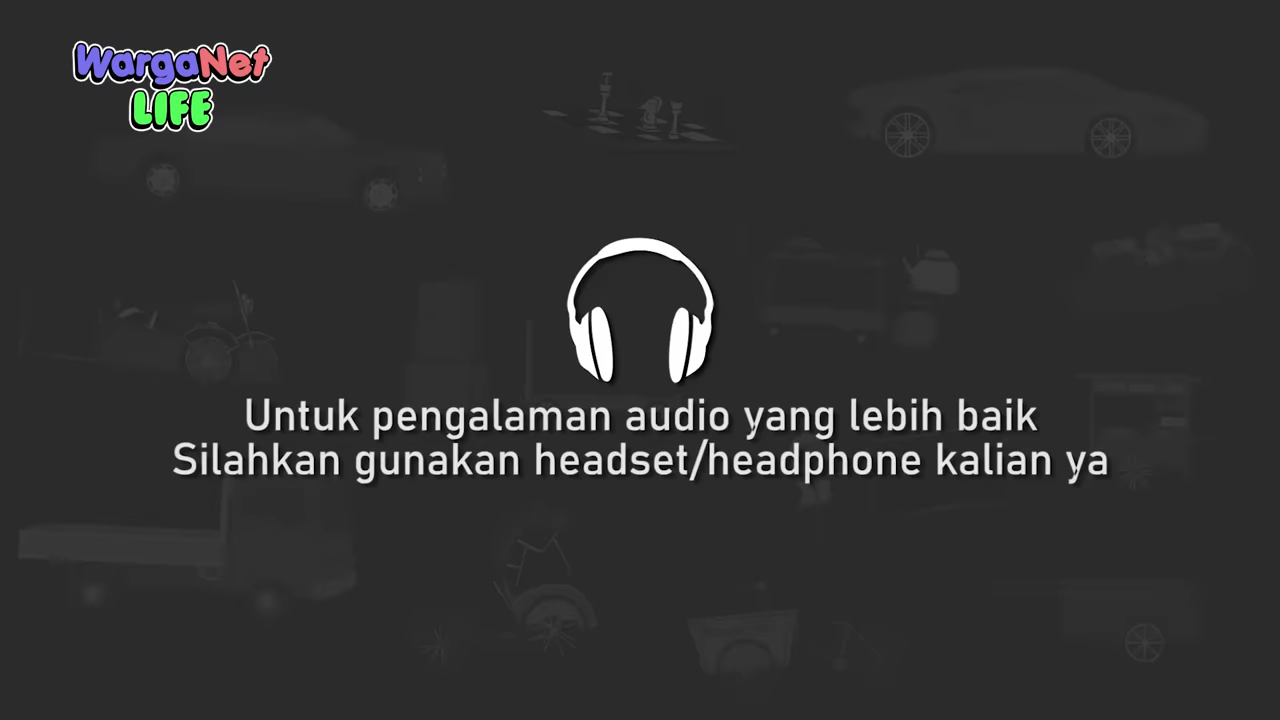 WargaNet
LIFE
Untuk pengalaman audio yang lebih baik
Silahkan gunakan headset/headphone kalian ya